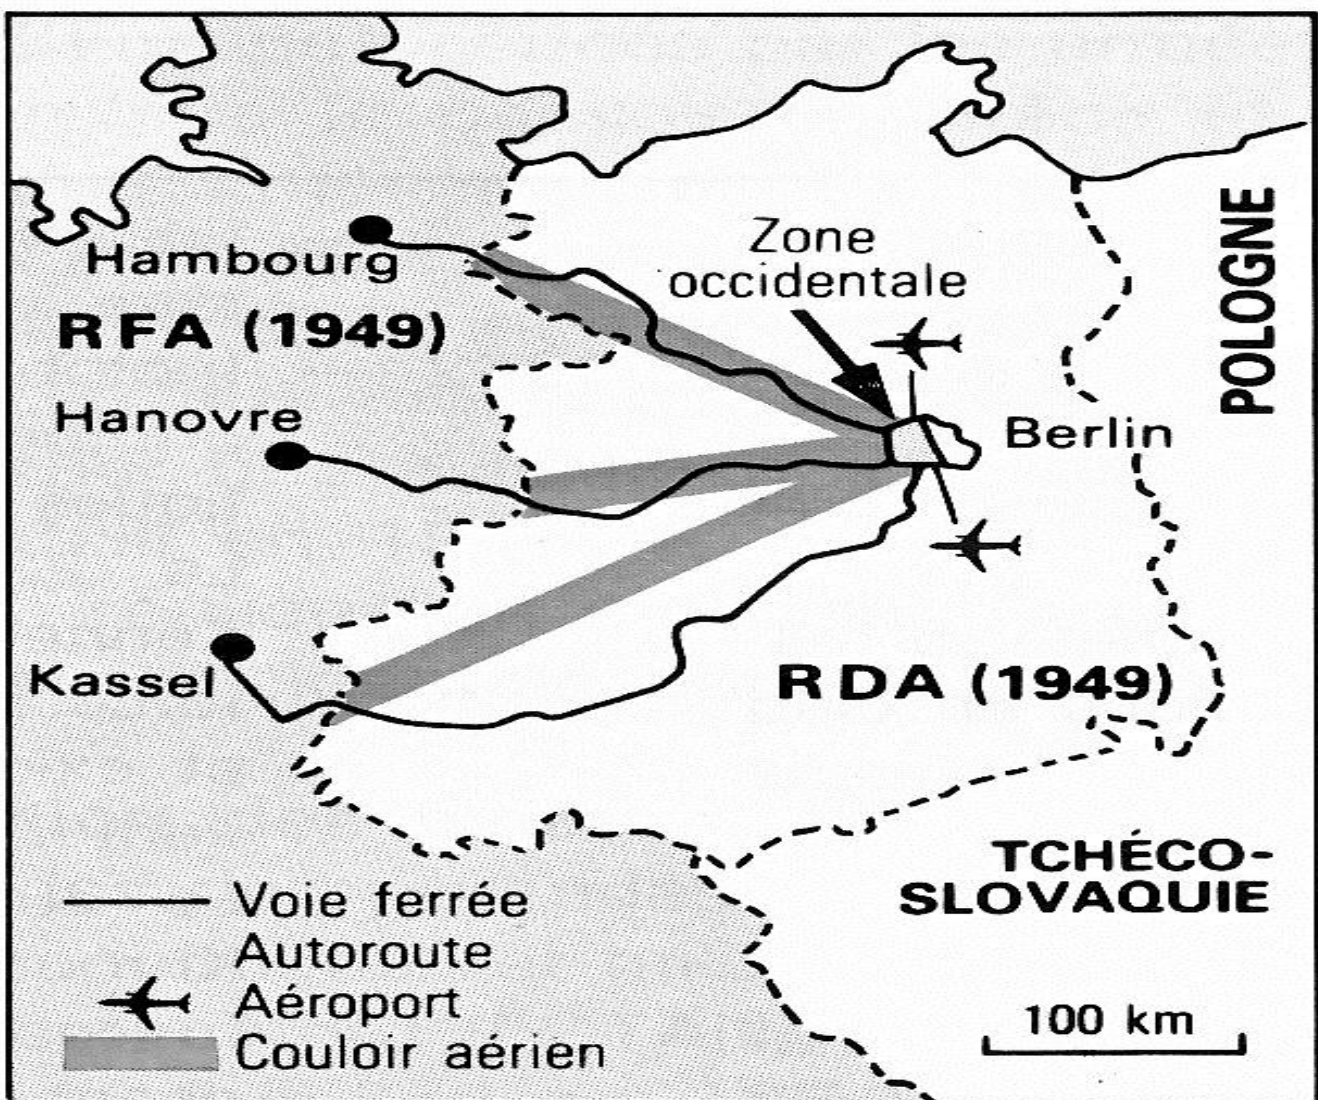 Zone
occidentale
Hambourg
RFA (1949)
Hanovre
Berlin
POLOGNE
Kassel
RDA (1949)
TCHÉCO-
SLOVAQUIE
Voie ferrée
Autoroute
Aéroport
Couloir aérien
100 km